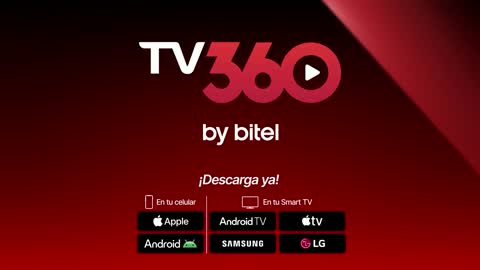 TV360
by bitel
¡Descarga ya!
En tu celular
En tu Smart TV
Apple
Android TV
tv
Android
SAMSUNG
LG